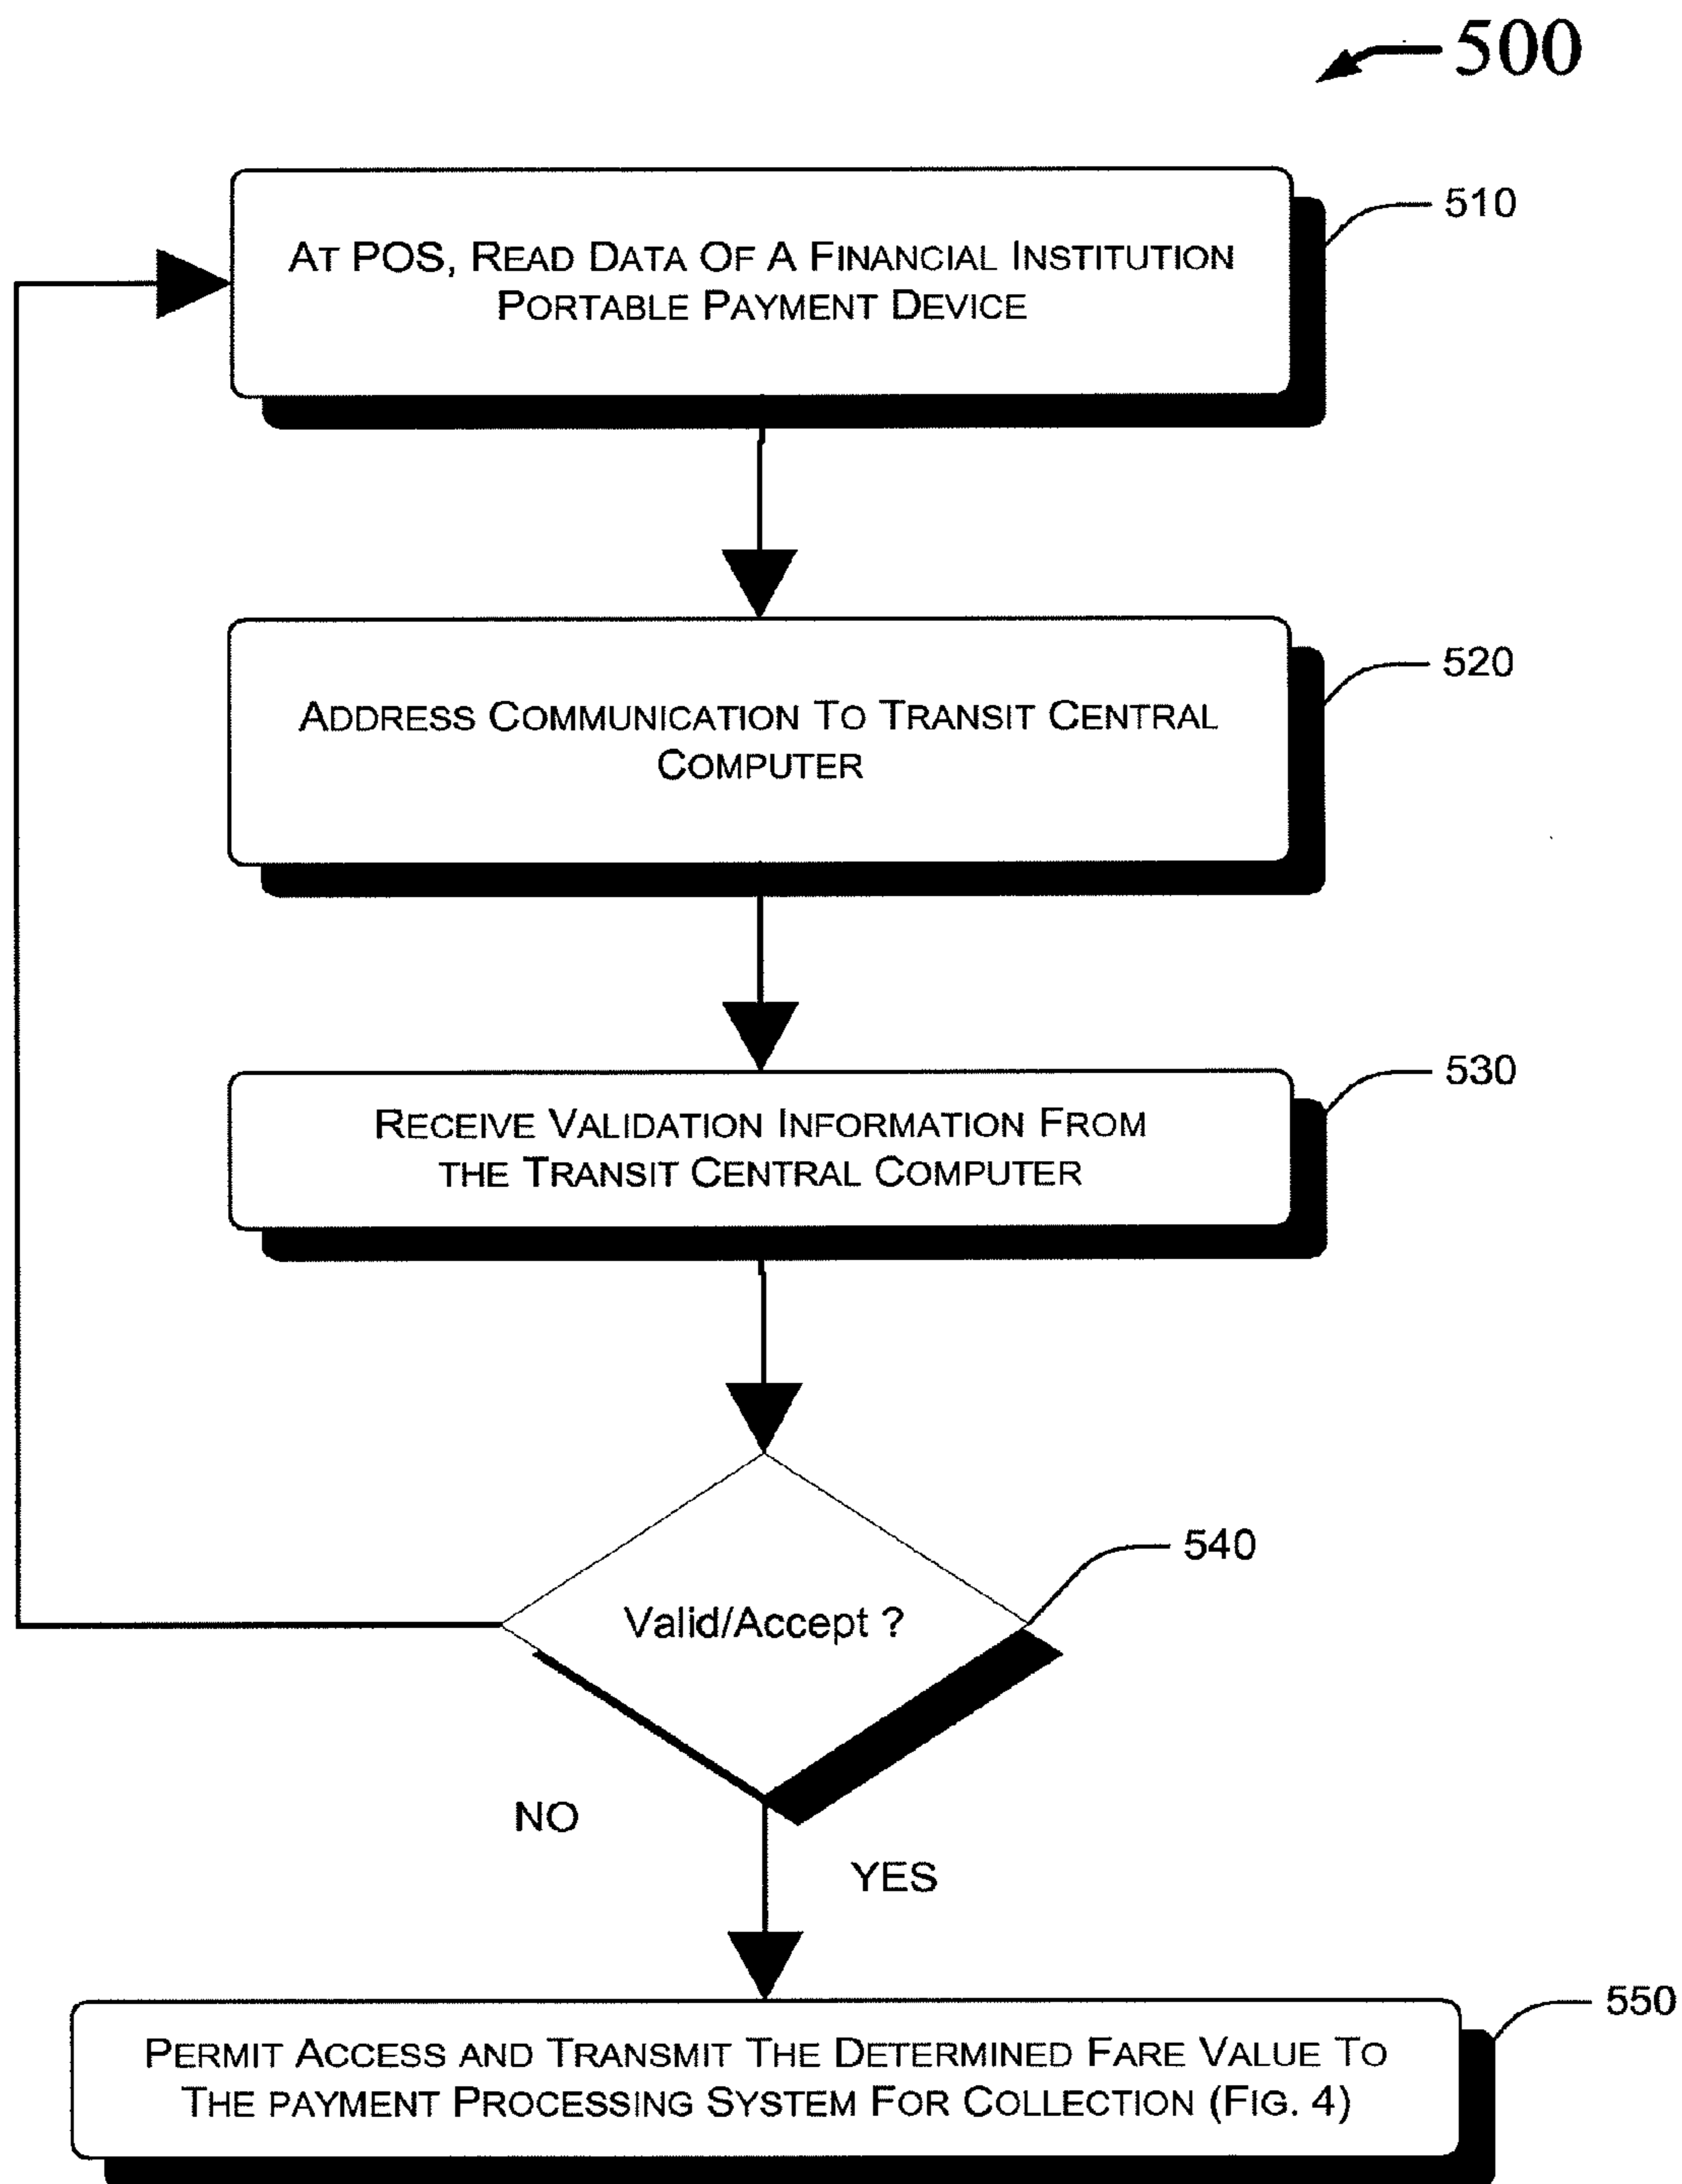 500
510
AT POS, READ DATA OF A FINANCIAL INSTITUTION
PORTABLE PAYMENT DEVICE
520
ADDRESS COMMUNICATION TO TRANSIT CENTRAL
COMPUTER
530
RECEIVE VALIDATION INFORMATION FROM
THE TRANSIT CENTRAL COMPUTER
540
Valid/Accept ?
NO
YES
550
PERMIT ACCESS AND TRANSMIT THE DETERMINED FARE VALUE TO
THE PAYMENT PROCESSING SYSTEM FOR COLLECTION (FIG. 4)